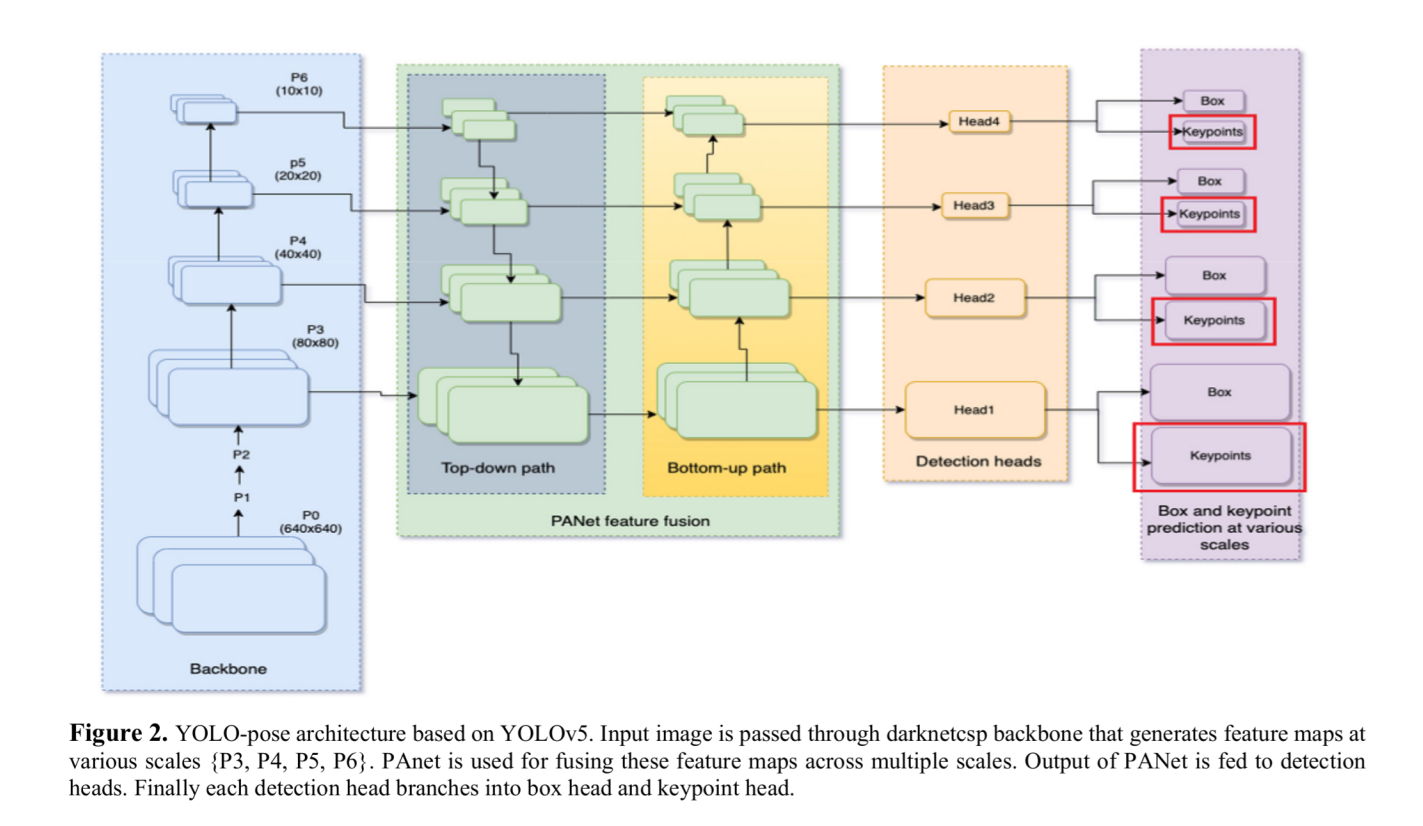 P6
(10x10)
p5
(20x20)
P4
(40x40)
P3
(80x80)
P2
P1
P0
(640x640)
Backbone
Top-down path
Bottom-up path
PANet feature fusion
Head4
Head3
Head2
Head1
Detection heads
Box
Keypoints
Box
Keypoints
Box
Keypoints
Box
Keypoints
Box and keypoint
prediction at various
scales
Figure 2. YOLO-pose architecture based on YOLOv5. Input image is passed through darknetcsp backbone that generates feature maps at
various scales {P3, P4, P5, P6}. PAnet is used for fusing these feature maps across multiple scales. Output of PANet is fed to detection
heads. Finally each detection head branches into box head and keypoint head.